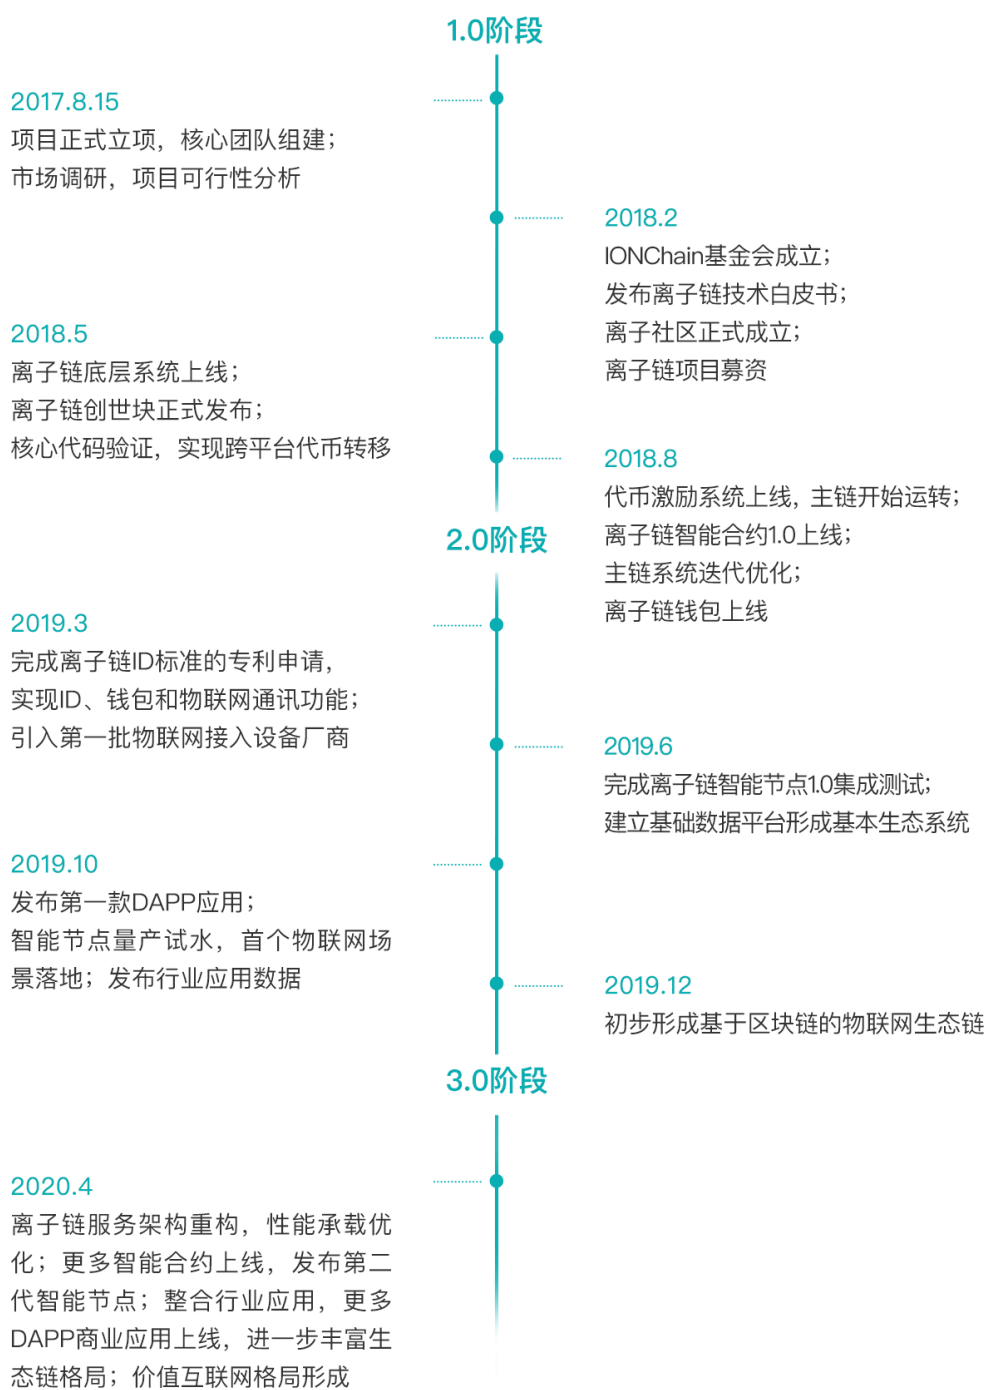 1.0阶段
2017.8.15
项目正式立项，核心团队组建；
市场调研，项目可行性分析
2018.2
IONChain基金会成立；
发布离子链技术白皮书；
离子社区正式成立；
离子链项目募资
2018.5
离子链底层系统上线；
离子链创世块正式发布；
核心代码验证，实现跨平台代币转移
2018.8
代币激励系统上线，主链开始运转；
离子链智能合约1.0上线；
主链系统迭代优化；
离子链钱包上线
2.0阶段
2019.3
完成离子链ID标准的专利申请，
实现ID、钱包和物联网通讯功能；
引入第一批物联网接入设备厂商
2019.6
完成离子链智能节点1.0集成测试；
建立基础数据平台形成基本生态系统
2019.10
发布第一款DAPP应用；
智能节点量产试水，首个物联网场
景落地；发布行业应用数据
2019.12
初步形成基于区块链的物联网生态链
3.0阶段
2020.4
离子链服务架构重构，性能承载优
化；更多智能合约上线，发布第二
代智能节点；整合行业应用，更多
DAPP商业应用上线，进一步丰富生
态链格局；价值互联网格局形成